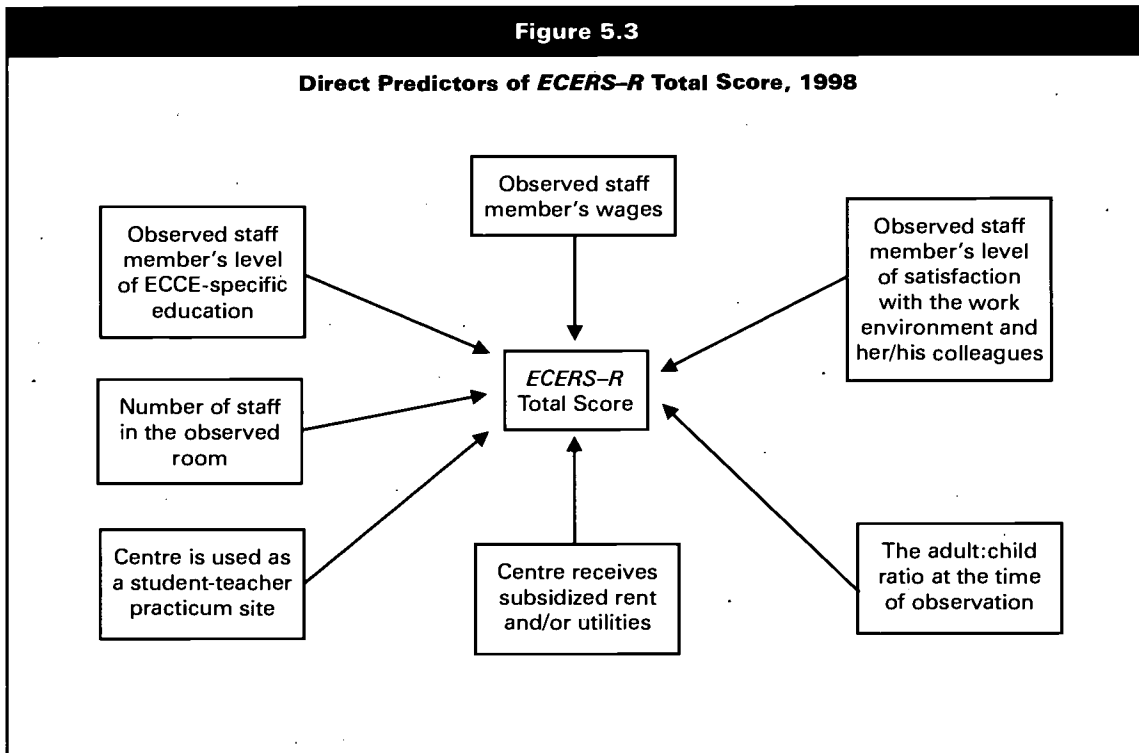 Figure 5.3
Direct Predictors of ECERS–R Total Score, 1998
Observed staff
member's wages
Observed staff
member's level
of ECCE-specific
education
Observed staff
member's level
of satisfaction
with the work
environment and
her/his colleagues
ECERS–R
Total Score
Number of staff
in the observed
room
Centre is used as
a student-teacher
practicum site
Centre receives
subsidized rent
and/or utilities
The adult:child
ratio at the time
of observation